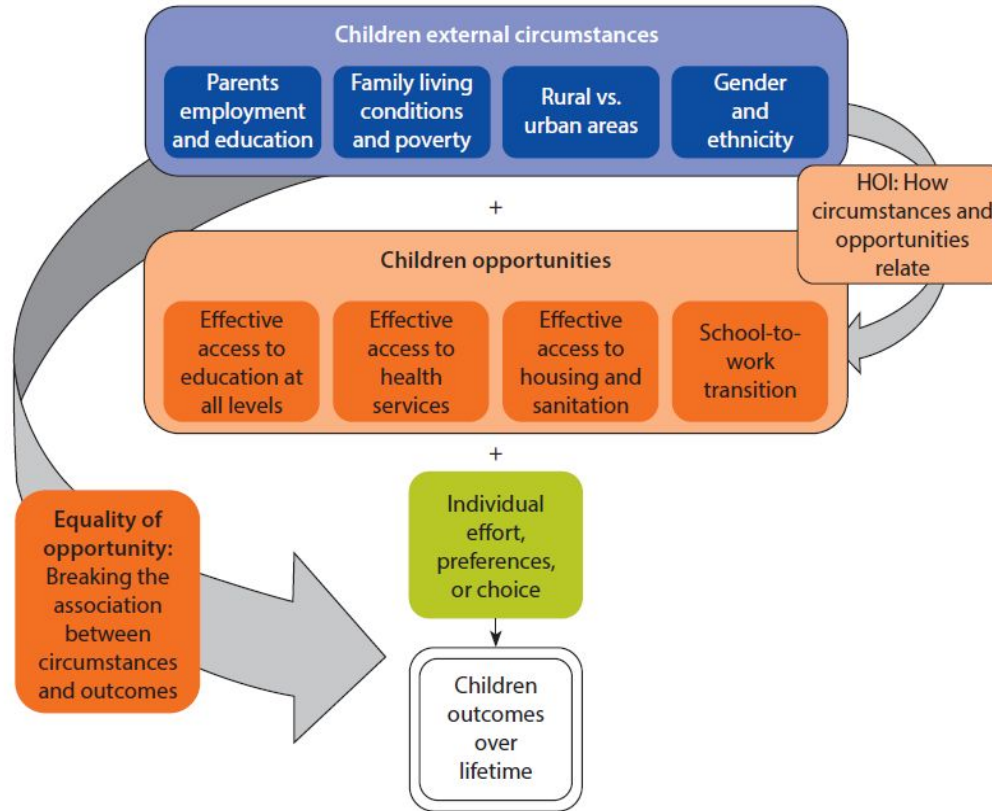 Children external circumstances
Parents
employment
and education
Family living
conditions
and poverty
Rural vs.
urban areas
Gender
and
ethnicity
HOI: How
circumstances and
opportunities
relate
+
Children opportunities
Effective
access to
education at
all levels
Effective
access to
health
services
Effective
access to
housing and
sanitation
School-to-
work
transition
+
Individual
effort,
preferences,
or choice
Equality of
opportunity:
Breaking the
association
between
circumstances
and outcomes
Children
outcomes
over
lifetime